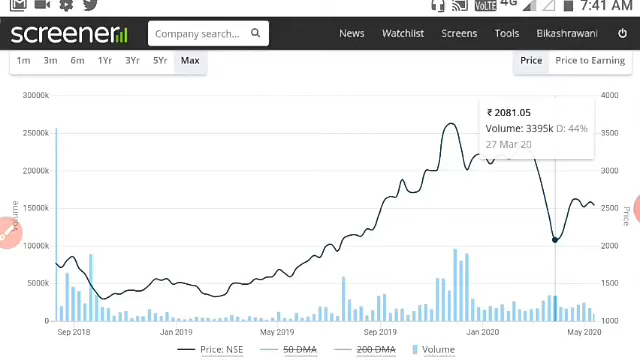 VoLTE 4G 7:41 AM
screener Company search... News Watchlist Screens Tools Bikashrawani
1m 3m 6m 1Yr 3Yr 5Yr Max Price Price to Earning
30000k 4000
₹ 2081.05
25000k
Volume: 3395k D: 44%
27 Mar 20
20000k 3000
Volume 15000k 2500 Price
10000k 2000
5000k 1500
0 1000
Sep 2018 Jan 2019 May 2019 Sep 2019 Jan 2020 May 2020
Price: NSE 50 DMA 200 DMA Volume